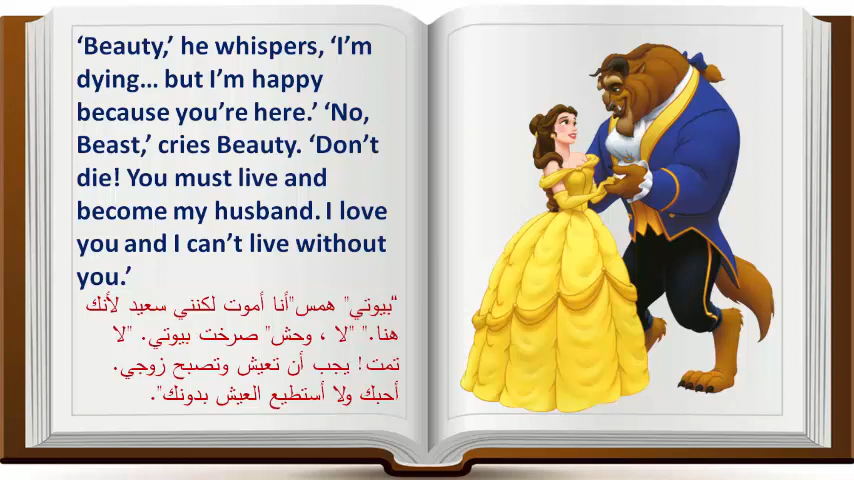 ‘Beauty,’ he whispers, ‘I’m
dying... but I’m happy
because you’re here.’ ‘No,
Beast,’ cries Beauty. ‘Don’t
die! You must live and
become my husband. I love
you and I can’t live without
you.’
"بيوتي" همس"أنا أموت لكنني سعيد لأنك
هنا." "لا ، وحش" صرخت بيوتي. "لا
تمت! يجب أن تعيش وتصبح زوجي.
أحبك ولا أستطيع العيش بدونك".